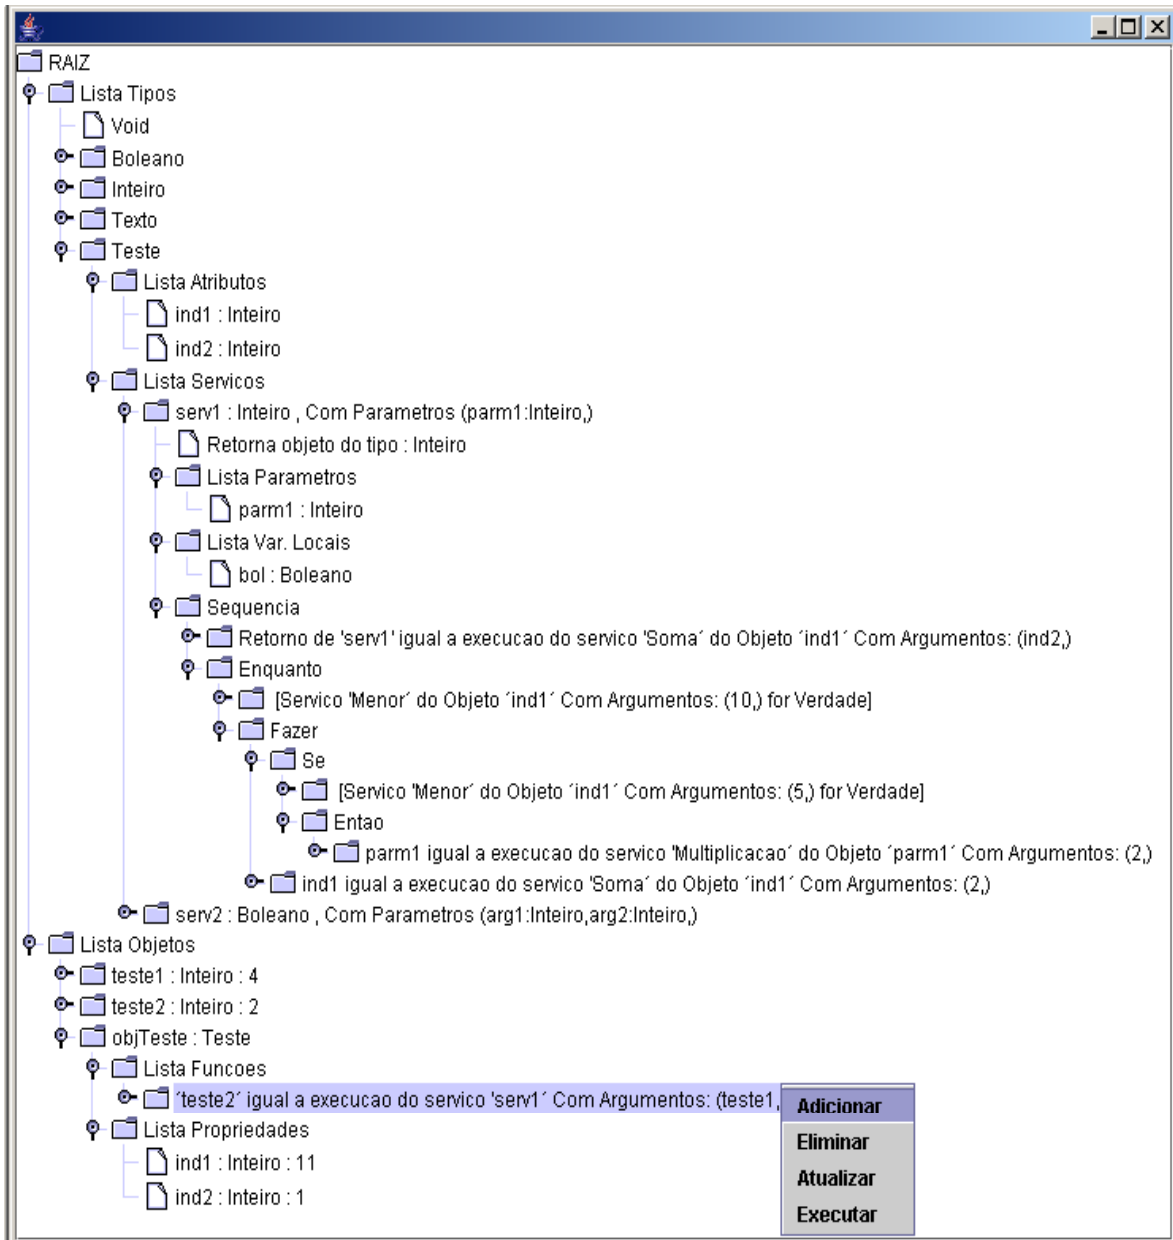 RAIZ
Lista Tipos
Void
Boleano
Inteiro
Texto
Teste
Lista Atributos
ind1 : Inteiro
ind2 : Inteiro
Lista Servicos
serv1 : Inteiro , Com Parametros (parm1:Inteiro,)
Retorna objeto do tipo : Inteiro
Lista Parametros
parm1 : Inteiro
Lista Var. Locais
bol : Boleano
Sequencia
Retorno de 'serv1' igual a execucao do servico 'Soma´ do Objeto ´ind1´ Com Argumentos: (ind2,)
Enquanto
[Servico 'Menor´ do Objeto ´ind1´ Com Argumentos: (10,) for Verdade]
Fazer
Se
[Servico 'Menor´ do Objeto ´ind1´ Com Argumentos: (5,) for Verdade]
Entao
parm1 igual a execucao do servico 'Multiplicacao´ do Objeto ´parm1´ Com Argumentos: (2,)
ind1 igual a execucao do servico 'Soma´ do Objeto ´ind1´ Com Argumentos: (2,)
serv2 : Boleano , Com Parametros (arg1:Inteiro,arg2:Inteiro,)
Lista Objetos
teste1 : Inteiro : 4
teste2 : Inteiro : 2
objTeste : Teste
Lista Funcoes
´teste2´ igual a execucao do servico 'serv1´ Com Argumentos: (teste1,
Adicionar
Eliminar
Atualizar
Executar
Lista Propriedades
ind1 : Inteiro : 11
ind2 : Inteiro : 1